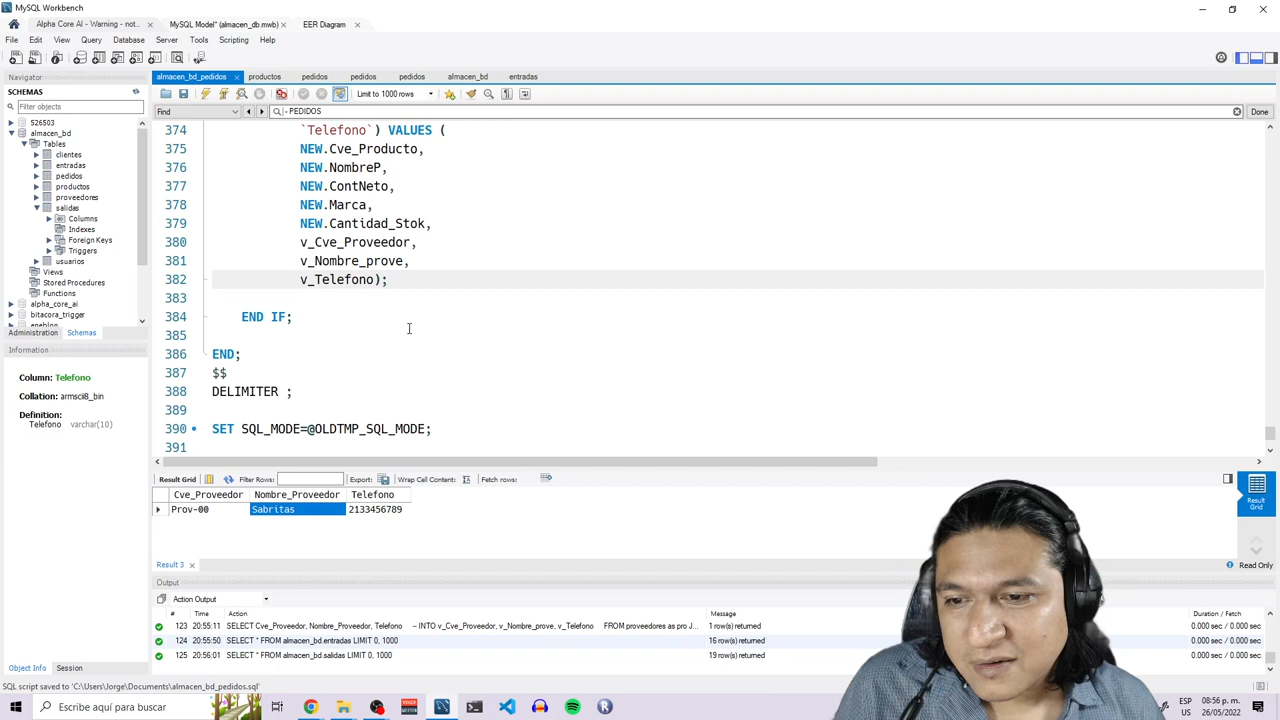 MySQL Workbench
Alpha Core AI - Warning - not...
MySQL Model* (almacen_db.mwb)
EER Diagram
File Edit View Query Database Server Tools Scripting Help
Navigator
SCHEMAS
Filter objects
526503
almacen_bd
Tables
clientes
entradas
pedidos
productos
proveedores
salidas
Columns
Indexes
Foreign Keys
Triggers
usuarios
Views
Stored Procedures
Functions
alpha_core_ai
bitacora_trigger
Administration Schemas
Information
Column: Telefono
Collation: armscii8_bin
Definition:
Telefono varchar(10)
Object Info Session
almacen_bd_pedidos productos pedidos pedidos pedidos almacen_bd entradas
Limit to 1000 rows
Find
- PEDIDOS
Done
374 `Telefono`) VALUES (
375 NEW.Cve_Producto,
376 NEW.NombreP,
377 NEW.ContNeto,
378 NEW.Marca,
379 NEW.Cantidad_Stok,
380 v_Cve_Proveedor,
381 v_Nombre_prove,
382 v_Telefono);
383
384 END IF;
385
386 END;
387 $$
388 DELIMITER ;
389
390 SET SQL_MODE=@OLDTMP_SQL_MODE;
391
Result Grid Filter Rows: Export: Wrap Cell Content: Fetch rows:
Cve_Proveedor Nombre_Proveedor Telefono
Prov-00 Sabritas 2133456789
Result Grid
Result 3
Read Only
Output
Action Output
# Time Action Message Duration / Fetch
123 20:55:11 SELECT Cve_Proveedor, Nombre_Proveedor, Telefono -- INTO v_Cve_Proveedor, v_Nombre_prove, v_Telefono FROM proveedores as pro J... 1 row(s) returned 0.000 sec / 0.000 sec
124 20:55:50 SELECT * FROM almacen_bd.entradas LIMIT 0, 1000 16 row(s) returned 0.000 sec / 0.000 sec
125 20:56:01 SELECT * FROM almacen_bd.salidas LIMIT 0, 1000 19 row(s) returned 0.000 sec / 0.000 sec
SQL script saved to 'C:\Users\Jorge\Documents\almacen_bd_pedidos.sql'
Escribe aquí para buscar
ESP
US
08:56 p. m.
26/05/2022